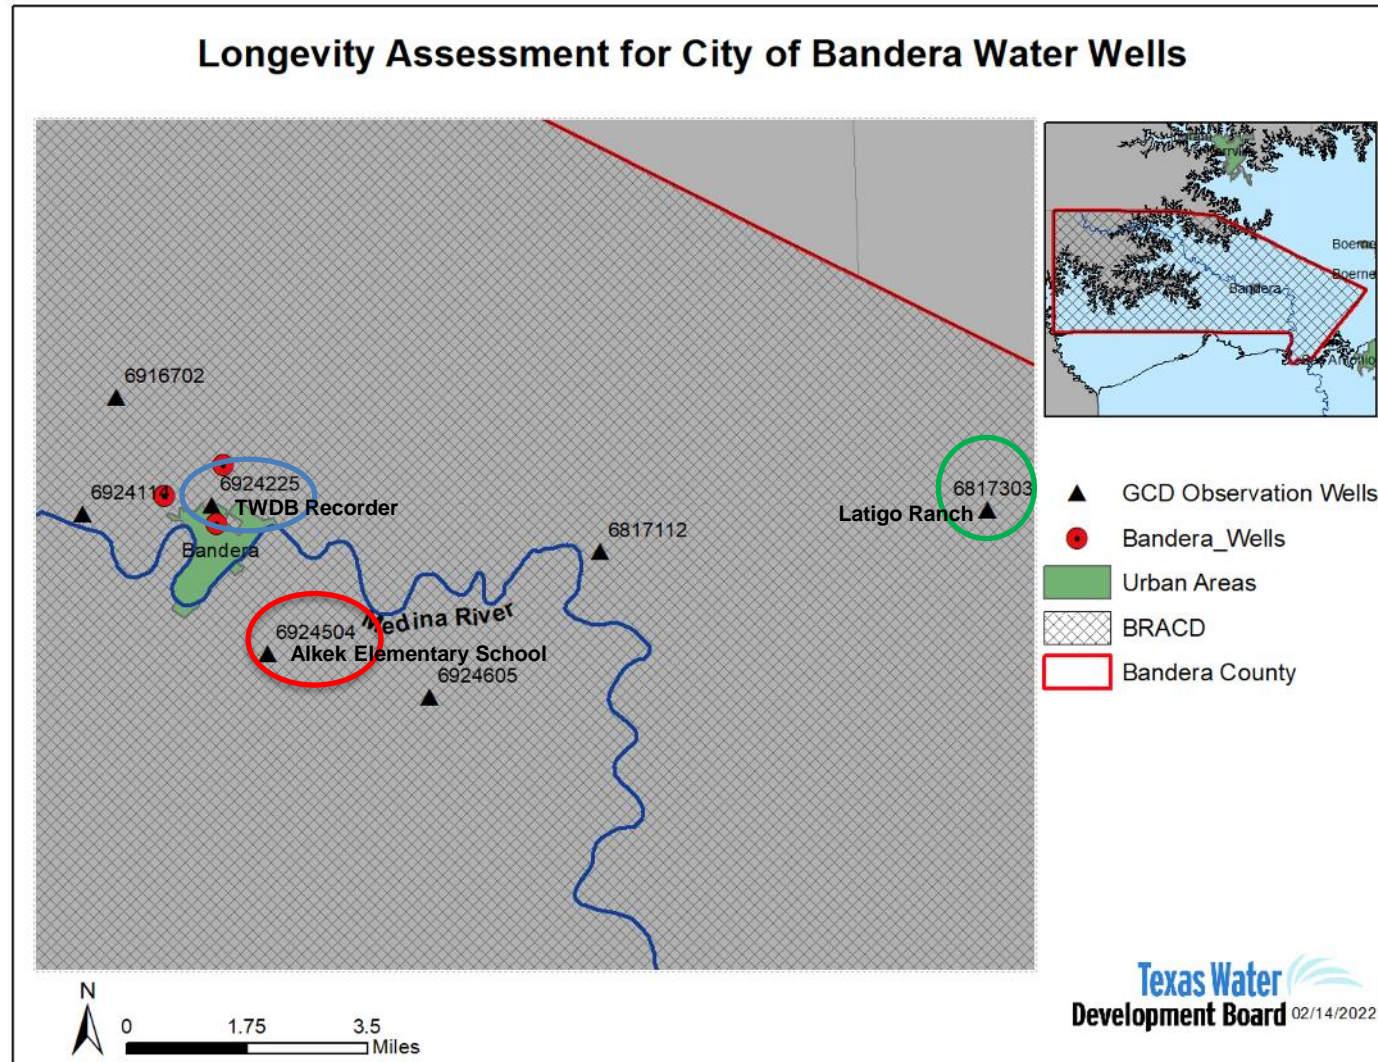 Longevity Assessment for City of Bandera Water Wells
6916702
6924114
6924225
TWDB Recorder
Bandera
6817303
Latigo Ranch
6817112
Medina River
6924504
Alkek Elementary School
6924605
Boerne
Boerne
Bandera
GCD Observation Wells
Bandera_Wells
Urban Areas
BRACD
Bandera County
N
0 1.75 3.5
Miles
Texas Water
Development Board 02/14/2022